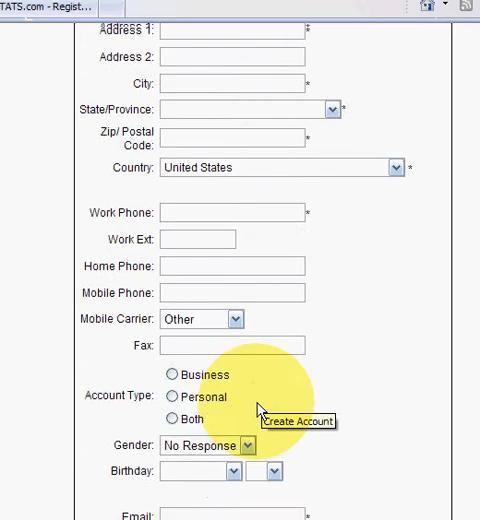 TATS.com - Regist...
Address 1:
Address 2:
City: *
State/Province: *
Zip/ Postal
Code: *
Country: United States *
Work Phone: *
Work Ext:
Home Phone:
Mobile Phone:
Mobile Carrier: Other
Fax:
Business
Account Type: Personal
Create Account
Both
Gender: No Response
Birthday:
Email: *